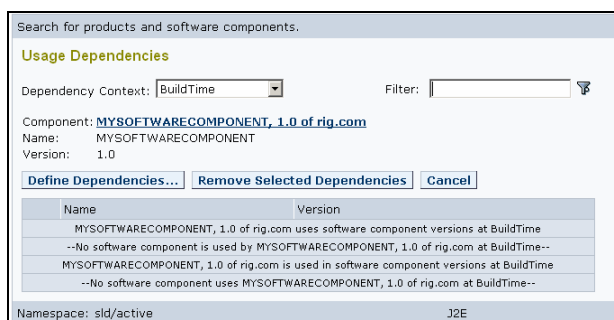 Search for products and software components.
Usage Dependencies
Dependency Context: BuildTime Filter:
Component: MYSOFTWARECOMPONENT, 1.0 of rig.com
Name: MYSOFTWARECOMPONENT
Version: 1.0
Define Dependencies... Remove Selected Dependencies Cancel
Name Version
MYSOFTWARECOMPONENT, 1.0 of rig.com uses software component versions at BuildTime
--No software component is used by MYSOFTWARECOMPONENT, 1.0 of rig.com at BuildTime--
MYSOFTWARECOMPONENT, 1.0 of rig.com is used in software component versions at BuildTime
--No software component uses MYSOFTWARECOMPONENT, 1.0 of rig.com at BuildTime--
Namespace: sld/active J2E